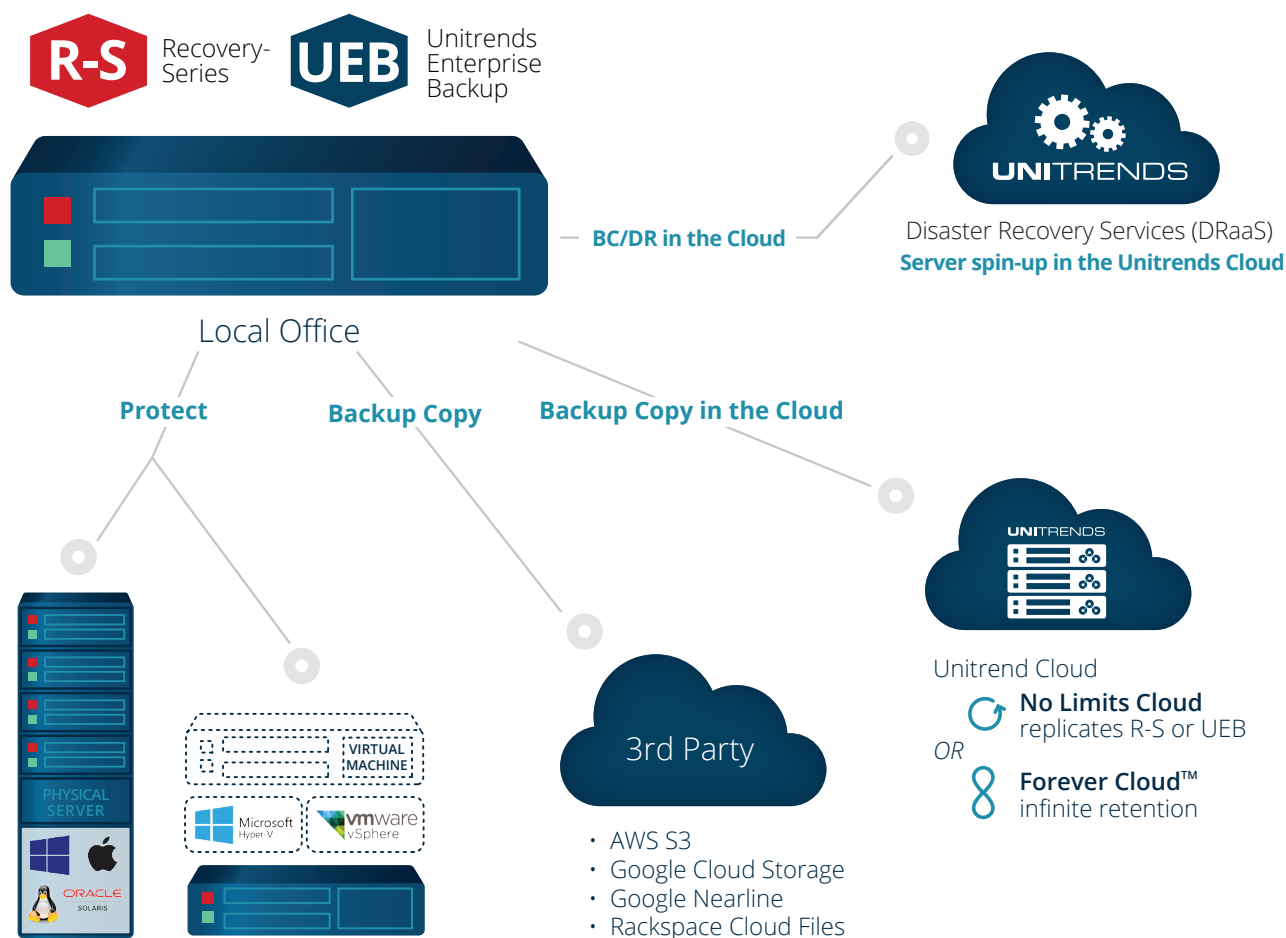 R-S
Recovery-
Series
UEB
Unitrends
Enterprise
Backup
UNITRENDS
Disaster Recovery Services (DRaaS)
Server spin-up in the Unitrends Cloud
BC/DR in the Cloud
Local Office
Protect
Backup Copy
Backup Copy in the Cloud
UNITRENDS
Unitrend Cloud
No Limits Cloud
replicates R-S or UEB
OR
Forever Cloud™
infinite retention
3rd Party
• AWS S3
• Google Cloud Storage
• Google Nearline
• Rackspace Cloud Files
VIRTUAL
MACHINE
Microsoft
Hyper-V
vmware
vSphere
PHYSICAL
SERVER
ORACLE
SOLARIS